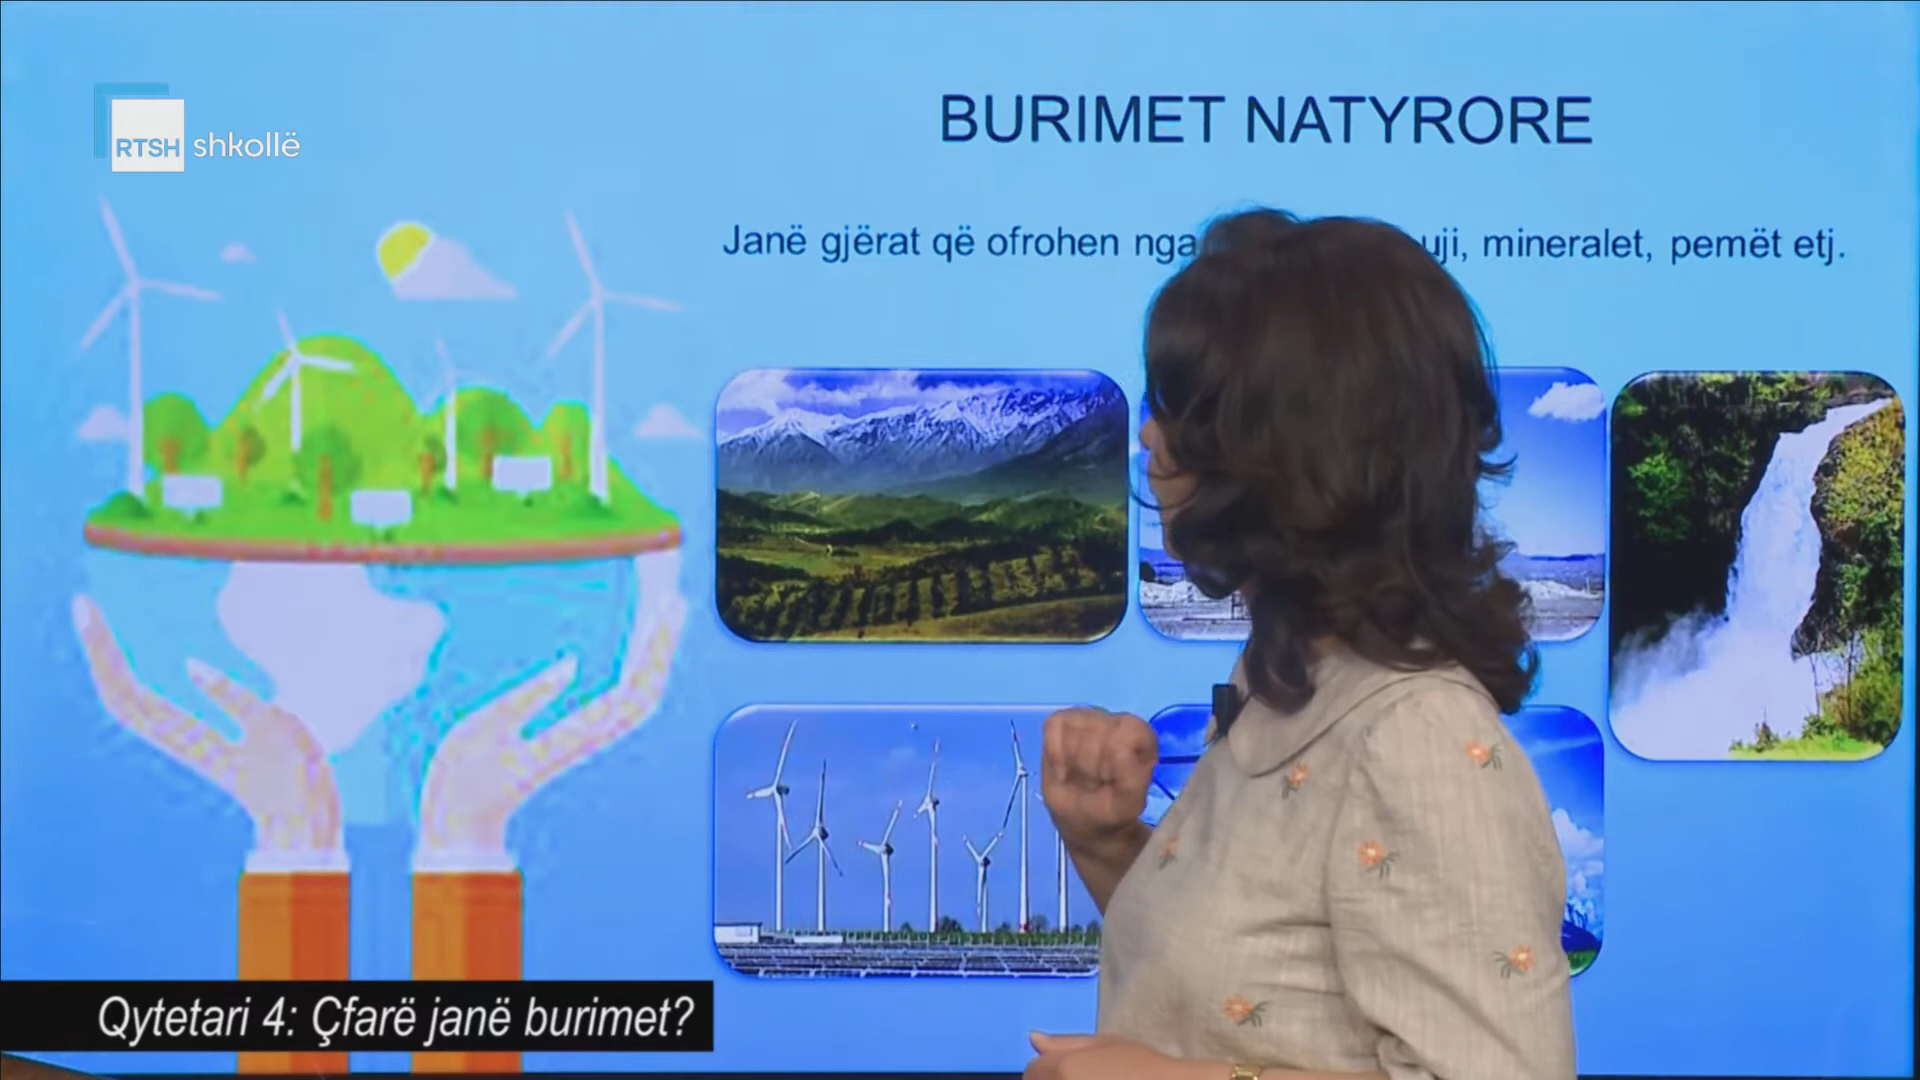 RTSH shkollë
BURIMET NATYRORE
Janë gjërat që ofrohen nga uji, mineralet, pemët etj.
Qytetari 4: Çfarë janë burimet?